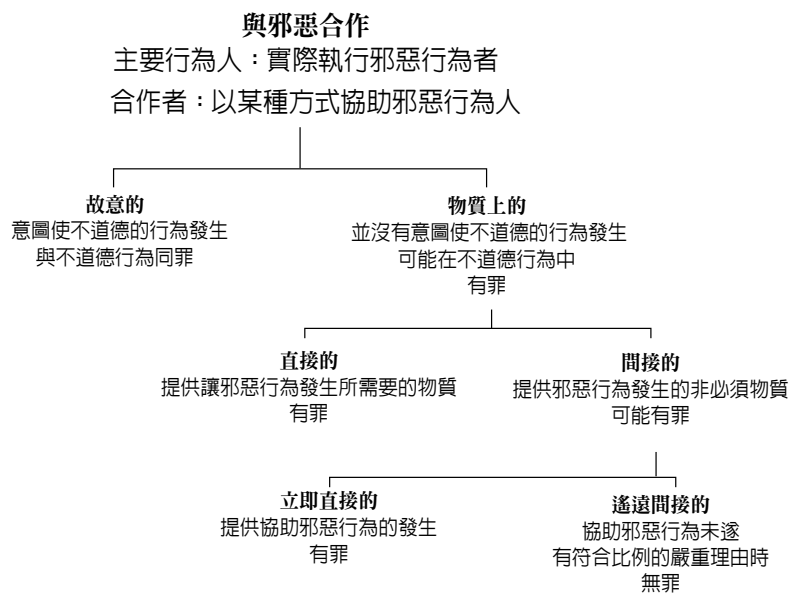 與邪惡合作
主要行為人：實際執行邪惡行為者
合作者：以某種方式協助邪惡行為人
故意的
意圖使不道德的行為發生
與不道德行為同罪
物質上的
並沒有意圖使不道德的行為發生
可能在不道德行為中
有罪
直接的
提供讓邪惡行為發生所需要的物質
有罪
間接的
提供邪惡行為發生的非必須物質
可能有罪
立即直接的
提供協助邪惡行為的發生
有罪
遙遠間接的
協助邪惡行為未遂
有符合比例的嚴重理由時
無罪